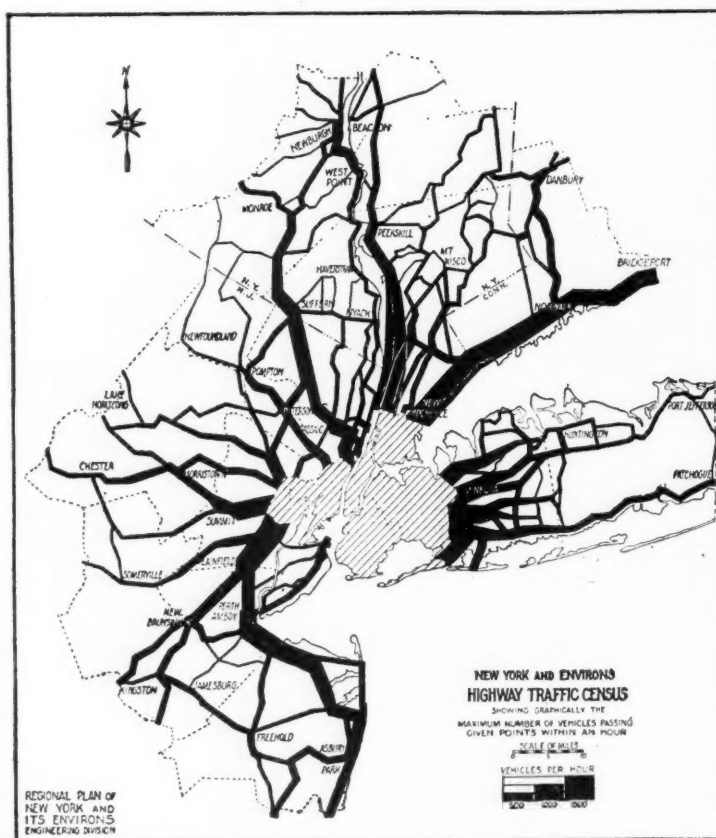 N
NEWBURGH
BEACON
WEST
POINT
MONROE
DANBURY
PEEKSKILL
MT
KISCO
BRIDGEPORT
HAVERSTRAW
N.Y.
N.J.
N.Y.
CONN.
SUFFERN
NYACK
NORWALK
NEWFOUNDLAND
POMPTON
LAKE
HOPATCONG
PATERSON
PASSAIC
NEW
ROCHELLE
PORT JEFFERSON
HUNTINGTON
CHESTER
MORRISTOWN
PATCHOGUE
MINEOLA
SUMMIT
PLAINFIELD
SOMERVILLE
PERTH
AMBOY
NEW
BRUNSWICK
KINGSTON
JAMESBURG
FREEHOLD
ASBURY
PARK
NEW YORK AND ENVIRONS
HIGHWAY TRAFFIC CENSUS
SHOWING GRAPHICALLY THE
MAXIMUM NUMBER OF VEHICLES PASSING
GIVEN POINTS WITHIN AN HOUR
SCALE OF MILES
VEHICLES PER HOUR
500 1000 1500
REGIONAL PLAN OF
NEW YORK AND
ITS ENVIRONS
ENGINEERING DIVISION